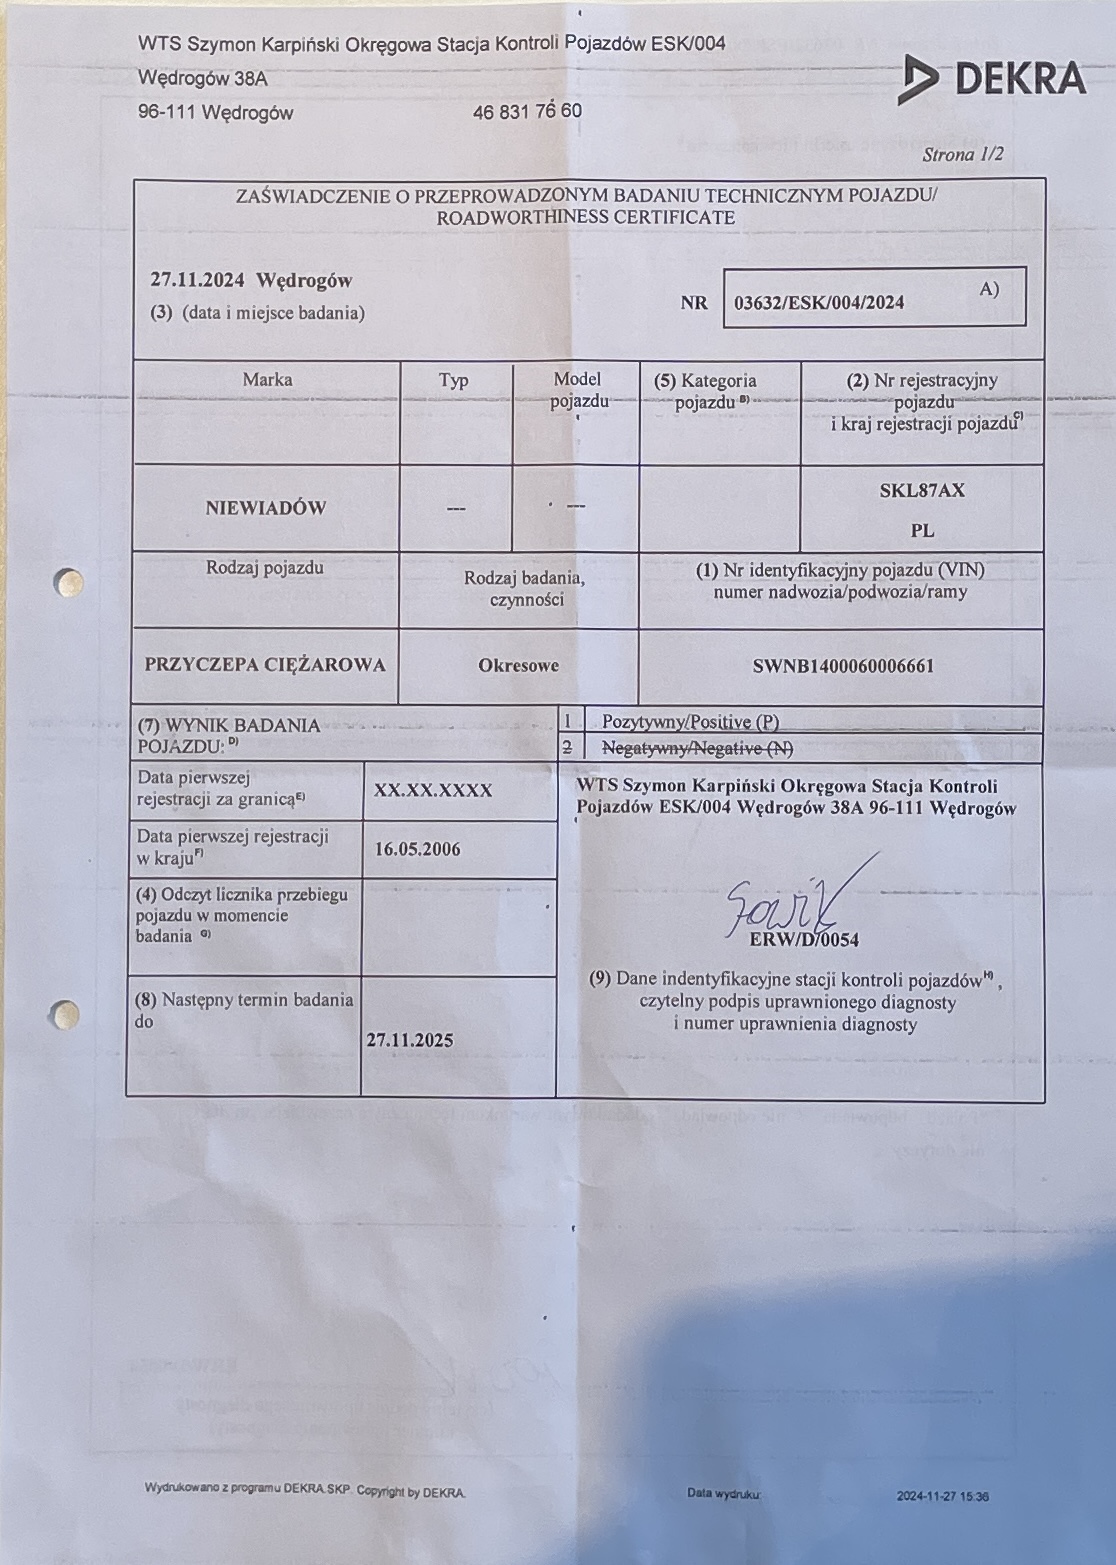 WTS Szymon Karpiński Okręgowa Stacja Kontroli Pojazdów ESK/004
Wędrogów 38A
96-111 Wędrogów 46 831 76 60
DEKRA
Strona 1/2
ZAŚWIADCZENIE O PRZEPROWADZONYM BADANIU TECHNICZNYM POJAZDU/
ROADWORTHINESS CERTIFICATE
27.11.2024 Wędrogów
(3) (data i miejsce badania)
NR 03632/ESK/004/2024 A)
Marka
Typ
Model
pojazdu
(5) Kategoria
pojazdu B)
(2) Nr rejestracyjny
pojazdu
i kraj rejestracji pojazdu C)
NIEWIADÓW
---
---
SKL87AX
PL
Rodzaj pojazdu
Rodzaj badania,
czynności
(1) Nr identyfikacyjny pojazdu (VIN)
numer nadwozia/podwozia/ramy
PRZYCZEPA CIĘŻAROWA
Okresowe
SWNB1400060006661
(7) WYNIK BADANIA
POJAZDU: D)
1 Pozytywny/Positive (P)
2 Negatywny/Negative (N)
Data pierwszej
rejestracji za granicą E)
XX.XX.XXXX
Data pierwszej rejestracji
w kraju F)
16.05.2006
(4) Odczyt licznika przebiegu
pojazdu w momencie
badania G)
(8) Następny termin badania
do
27.11.2025
WTS Szymon Karpiński Okręgowa Stacja Kontroli
Pojazdów ESK/004 Wędrogów 38A 96-111 Wędrogów
ERW/D/0054
(9) Dane indentyfikacyjne stacji kontroli pojazdów H) ,
czytelny podpis uprawnionego diagnosty
i numer uprawnienia diagnosty
Wydrukowano z programu DEKRA.SKP. Copyright by DEKRA.
Data wydruku: 2024-11-27 15:36